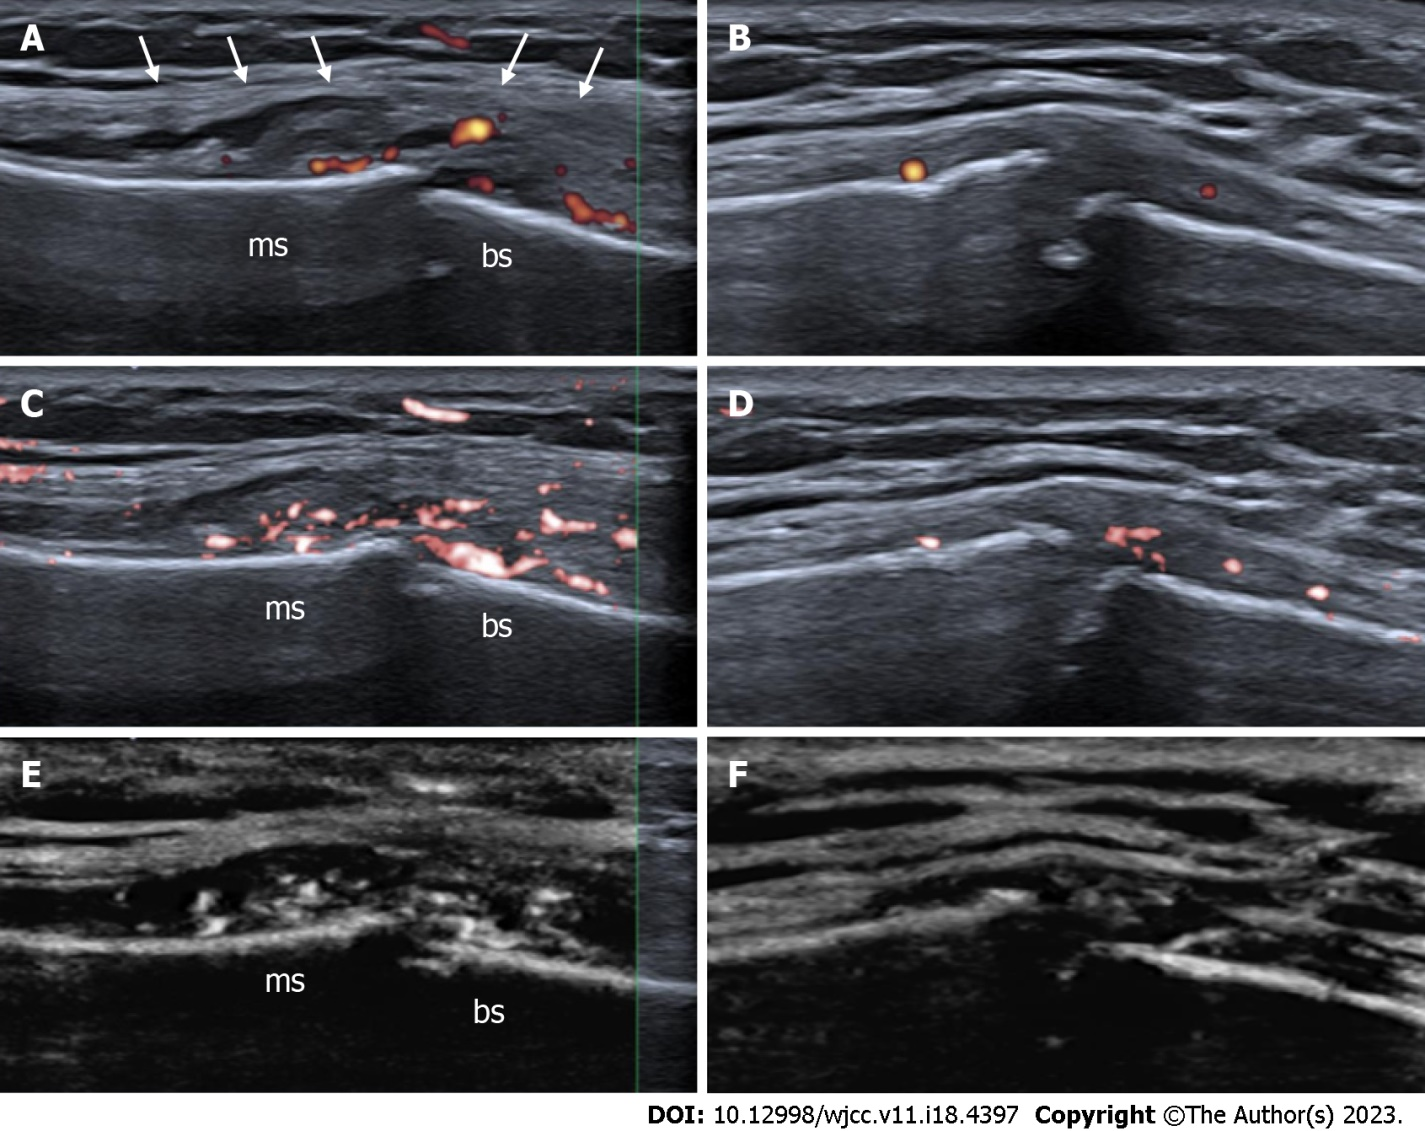 A
B
ms
bs
C
D
ms
bs
E
F
ms
bs
DOI: 10.12998/wjcc.v11.i18.4397 Copyright ©The Author(s) 2023.